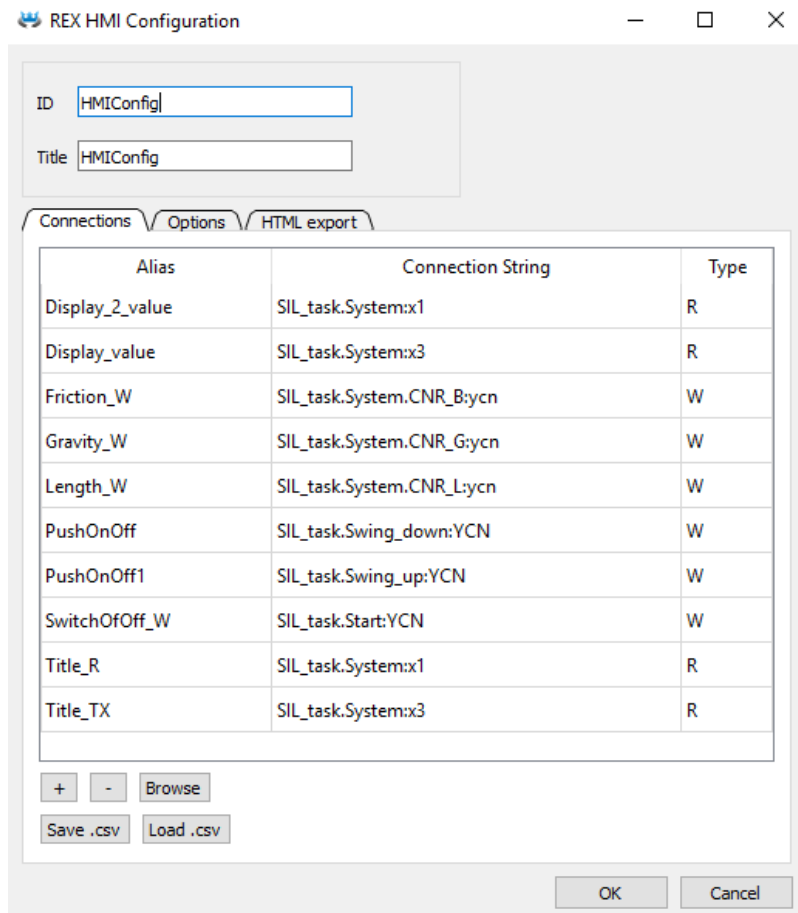 REX HMI Configuration
ID HMIConfig
Title HMIConfig
Connections Options HTML export
Alias Connection String Type
Display_2_value SIL_task.System:x1 R
Display_value SIL_task.System:x3 R
Friction_W SIL_task.System.CNR_B:ycn W
Gravity_W SIL_task.System.CNR_G:ycn W
Length_W SIL_task.System.CNR_L:ycn W
PushOnOff SIL_task.Swing_down:YCN W
PushOnOff1 SIL_task.Swing_up:YCN W
SwitchOfOff_W SIL_task.Start:YCN W
Title_R SIL_task.System:x1 R
Title_TX SIL_task.System:x3 R
+ - Browse
Save .csv Load .csv
OK Cancel